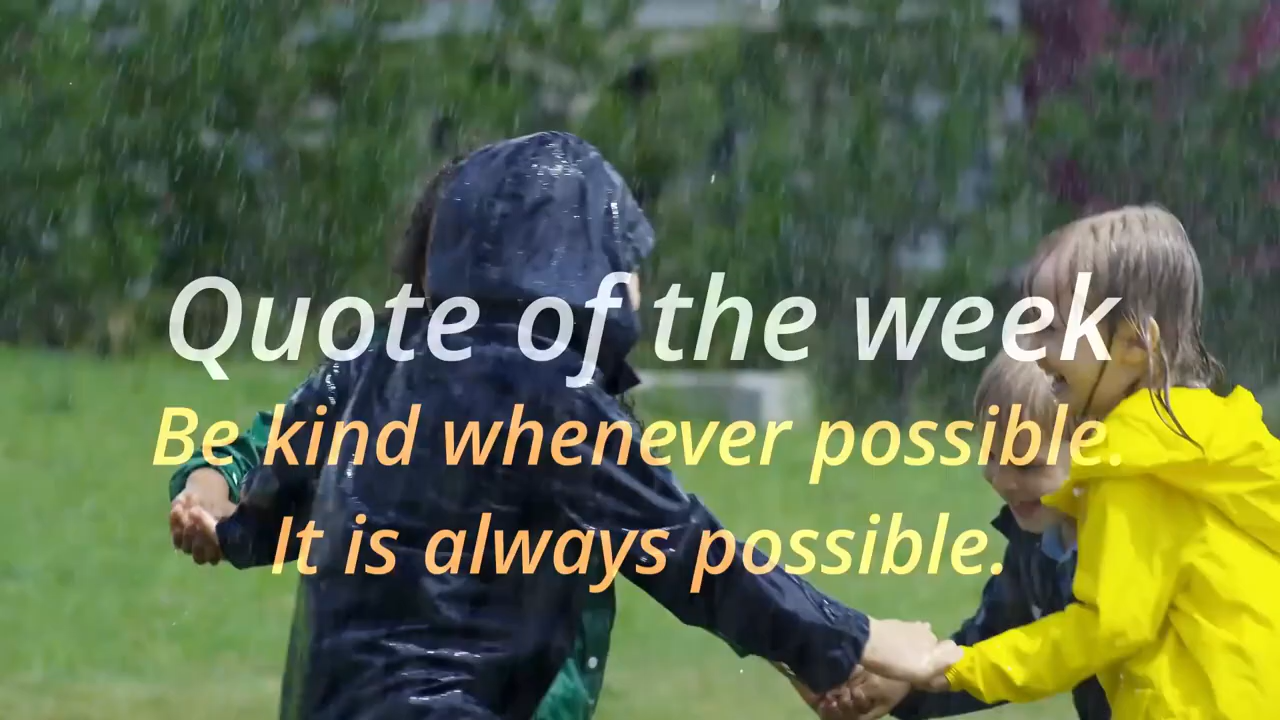 Quote of the week
Be kind whenever possible.
It is always possible.